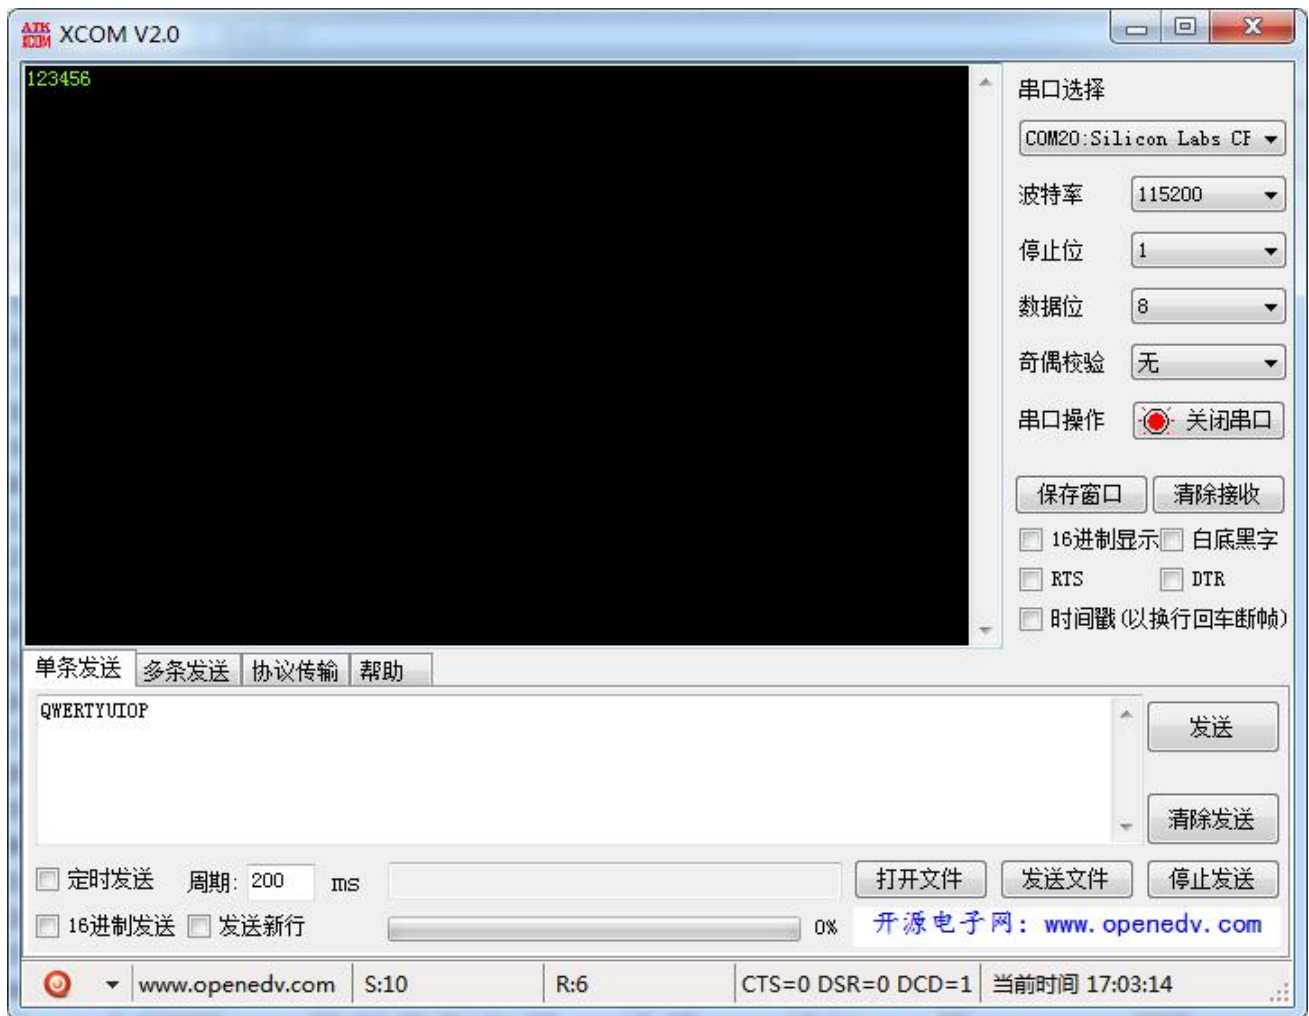 ATK XCOM XCOM V2.0
123456
串口选择
COM20:Silicon Labs CP
波特率 115200
停止位 1
数据位 8
奇偶校验 无
串口操作 关闭串口
保存窗口 清除接收
16进制显示 白底黑字
RTS DTR
时间戳(以换行回车断帧)
单条发送 多条发送 协议传输 帮助
QWERTYUIOP
发送
清除发送
定时发送 周期: 200 ms 打开文件 发送文件 停止发送
16进制发送 发送新行 0% 开源电子网: www.openedv.com
www.openedv.com S:10 R:6 CTS=0 DSR=0 DCD=1 当前时间 17:03:14